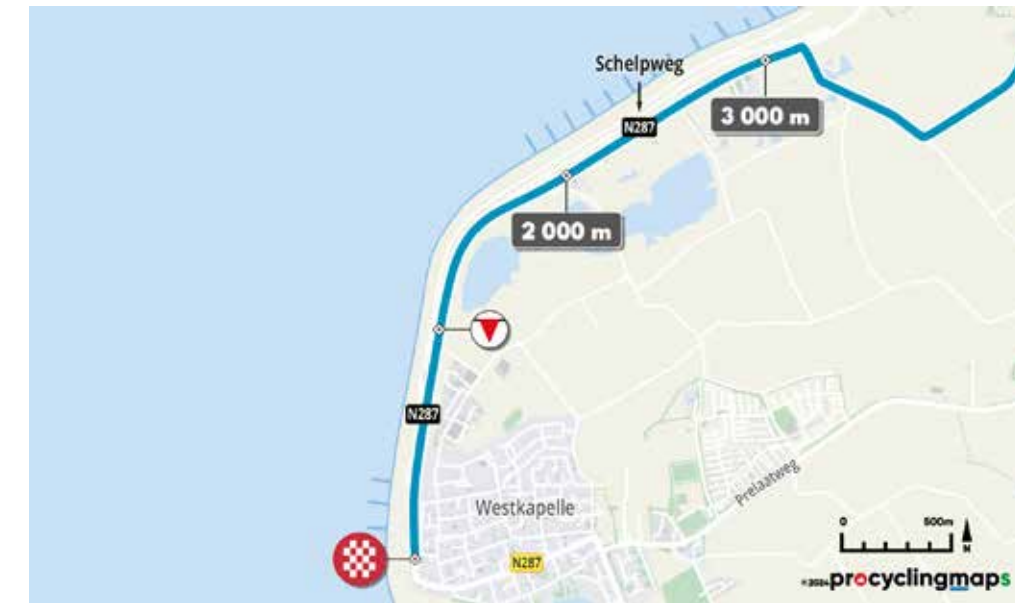 Schelpweg
N287
3 000 m
2 000 m
N287
Westkapelle
Prelaatweg
N287
0 500m
N
©2024 procyclingmaps